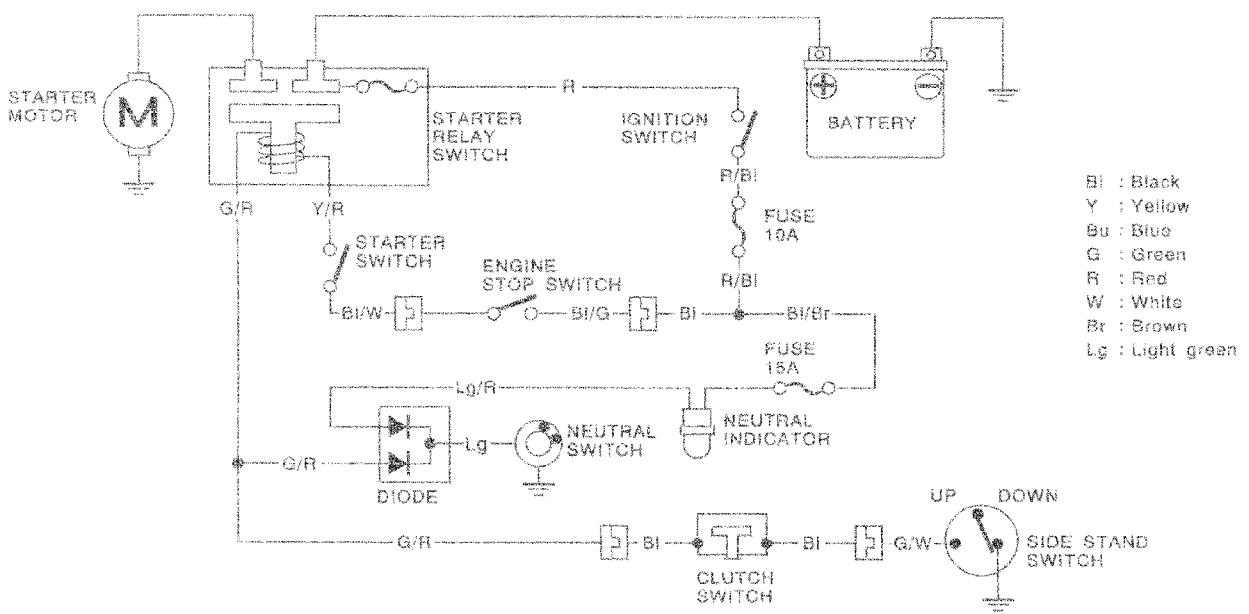 STARTER
MOTOR
M
STARTER
RELAY
SWITCH
R
IGNITION
SWITCH
+
−
BATTERY
R/Bl
FUSE
10A
R/Bl
G/R
Y/R
STARTER
SWITCH
ENGINE
STOP SWITCH
Bl/W
Bl/G
Bl
Bl/Br
FUSE
15A
Lg/R
NEUTRAL
INDICATOR
Lg
NEUTRAL
SWITCH
G/R
DIODE
G/R
Bl
CLUTCH
SWITCH
Bl
G/W
UP
DOWN
SIDE STAND
SWITCH
Bl : Black
Y : Yellow
Bu : Blue
G : Green
R : Red
W : White
Br : Brown
Lg : Light green